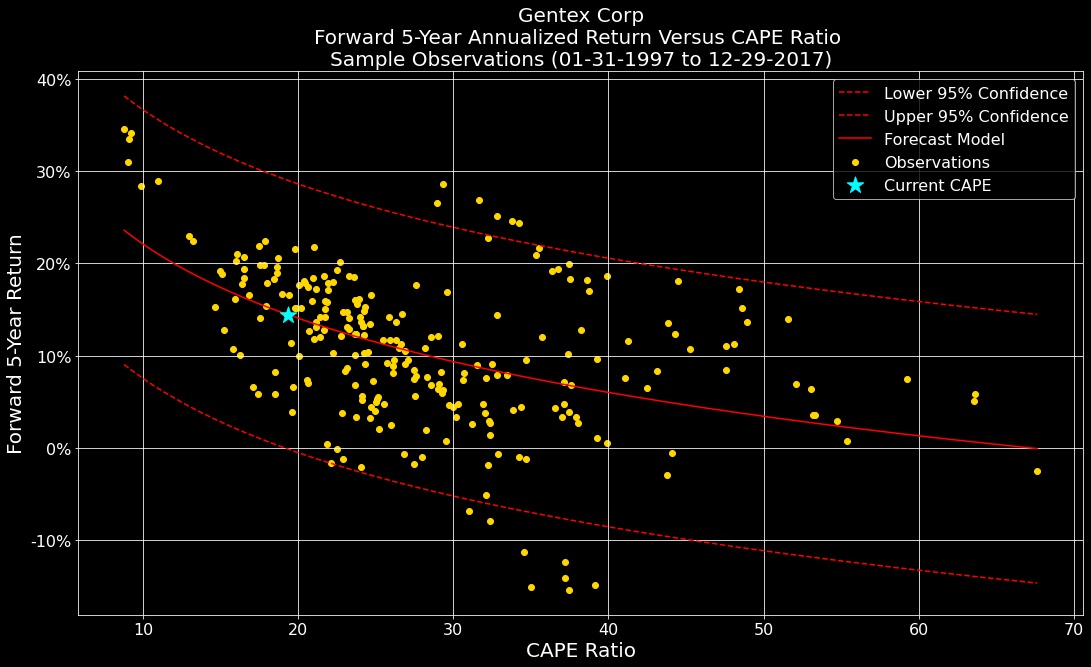 Gentex Corp
Forward 5-Year Annualized Return Versus CAPE Ratio
Sample Observations (01-31-1997 to 12-29-2017)
Lower 95% Confidence
Upper 95% Confidence
Forecast Model
Observations
Current CAPE
Forward 5-Year Return
40%
30%
20%
10%
0%
-10%
10 20 30 40 50 60 70
CAPE Ratio